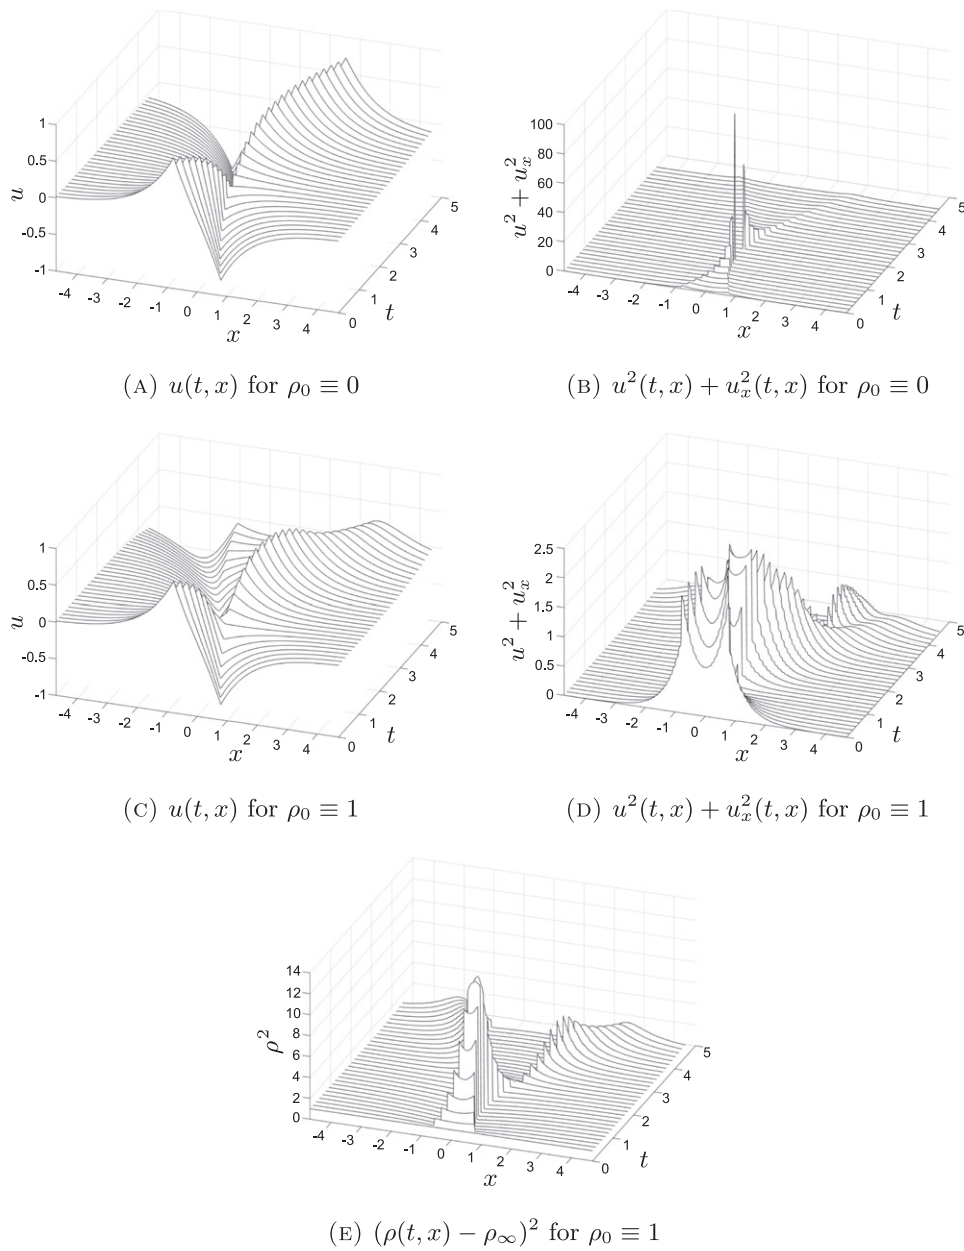 1
0.5
0
-0.5
-1
u
-4 -3 -2 -1 0 1 2 3 4
x
0 1 2 3 4 5
t
(A) u(t, x) for ρ₀ ≡ 0
100
80
60
40
20
0
u² + uₓ²
-4 -3 -2 -1 0 1 2 3 4
x
0 1 2 3 4 5
t
(B) u²(t, x) + uₓ²(t, x) for ρ₀ ≡ 0
1
0.5
0
-0.5
-1
u
-4 -3 -2 -1 0 1 2 3 4
x
0 1 2 3 4 5
t
(C) u(t, x) for ρ₀ ≡ 1
2.5
2
1.5
1
0.5
0
u² + uₓ²
-4 -3 -2 -1 0 1 2 3 4
x
0 1 2 3 4 5
t
(D) u²(t, x) + uₓ²(t, x) for ρ₀ ≡ 1
14
12
10
8
6
4
2
0
ρ²
-4 -3 -2 -1 0 1 2 3 4
x
0 1 2 3 4 5
t
(E) (ρ(t, x) − ρ∞)² for ρ₀ ≡ 1